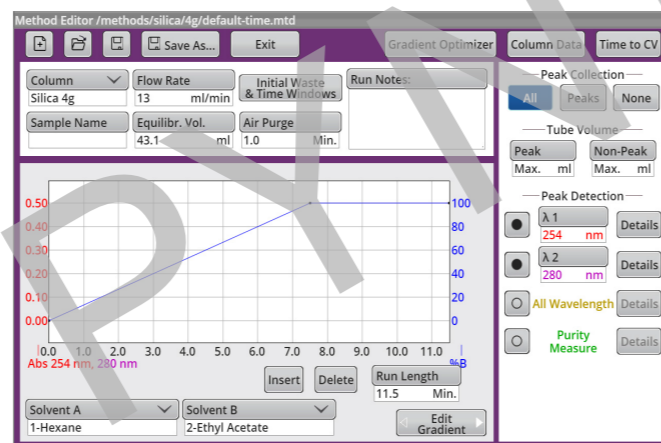 Method Editor /methods/silica/4g/default-time.mtd
Save As... Exit Gradient Optimizer Column Data Time to CV
Column Flow Rate Initial Waste & Time Windows Run Notes:
Silica 4g 13 ml/min
Sample Name Equilibr. Vol. Air Purge
43.1 ml 1.0 Min.
Peak Collection
All Peaks None
Tube Volume
Peak Non-Peak
Max. ml Max. ml
Peak Detection
λ 1 Details
254 nm
λ 2 Details
280 nm
All Wavelength Details
Purity Measure Details
0.50 100
0.40 80
0.30 60
0.20 40
0.10 20
0.00 0
0.0 1.0 2.0 3.0 4.0 5.0 6.0 7.0 8.0 9.0 10.0 11.0
Abs 254 nm, 280 nm %B
Insert Delete Run Length
11.5 Min.
Solvent A Solvent B
1-Hexane 2-Ethyl Acetate
Edit Gradient